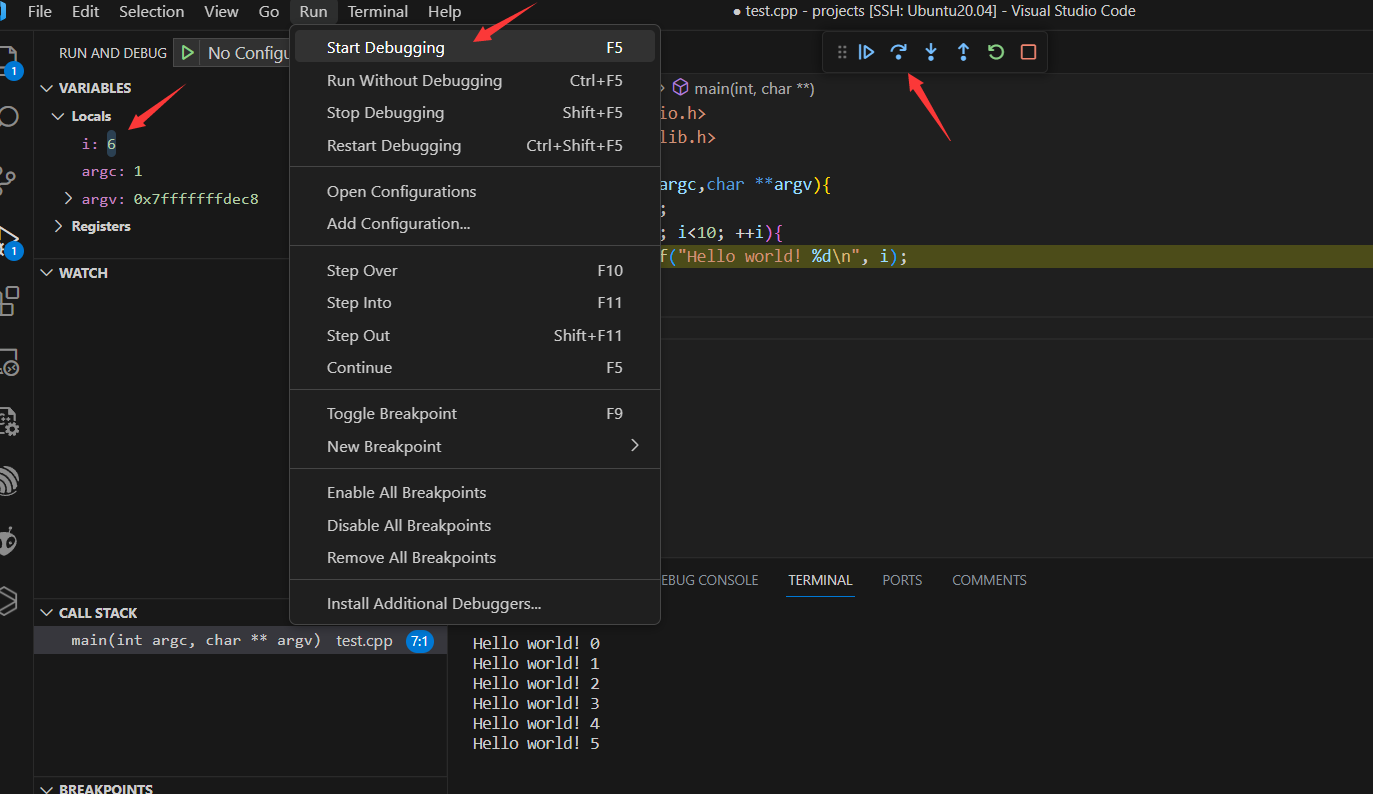 File Edit Selection View Go Run Terminal Help ● test.cpp - projects [SSH: Ubuntu20.04] - Visual Studio Code
RUN AND DEBUG No Configu
VARIABLES
Locals
i: 6
argc: 1
argv: 0x7fffffffdec8
Registers
WATCH
CALL STACK
main(int argc, char ** argv) test.cpp 7:1
BREAKPOINTS
1
1
Start Debugging F5
Run Without Debugging Ctrl+F5
Stop Debugging Shift+F5
Restart Debugging Ctrl+Shift+F5
Open Configurations
Add Configuration...
Step Over F10
Step Into F11
Step Out Shift+F11
Continue F5
Toggle Breakpoint F9
New Breakpoint
Enable All Breakpoints
Disable All Breakpoints
Remove All Breakpoints
Install Additional Debuggers...
main(int, char **)
io.h>
lib.h>
argc,char **argv){
;
; i<10; ++i){
f("Hello world! %d\n", i);
EBUG CONSOLE TERMINAL PORTS COMMENTS
Hello world! 0
Hello world! 1
Hello world! 2
Hello world! 3
Hello world! 4
Hello world! 5